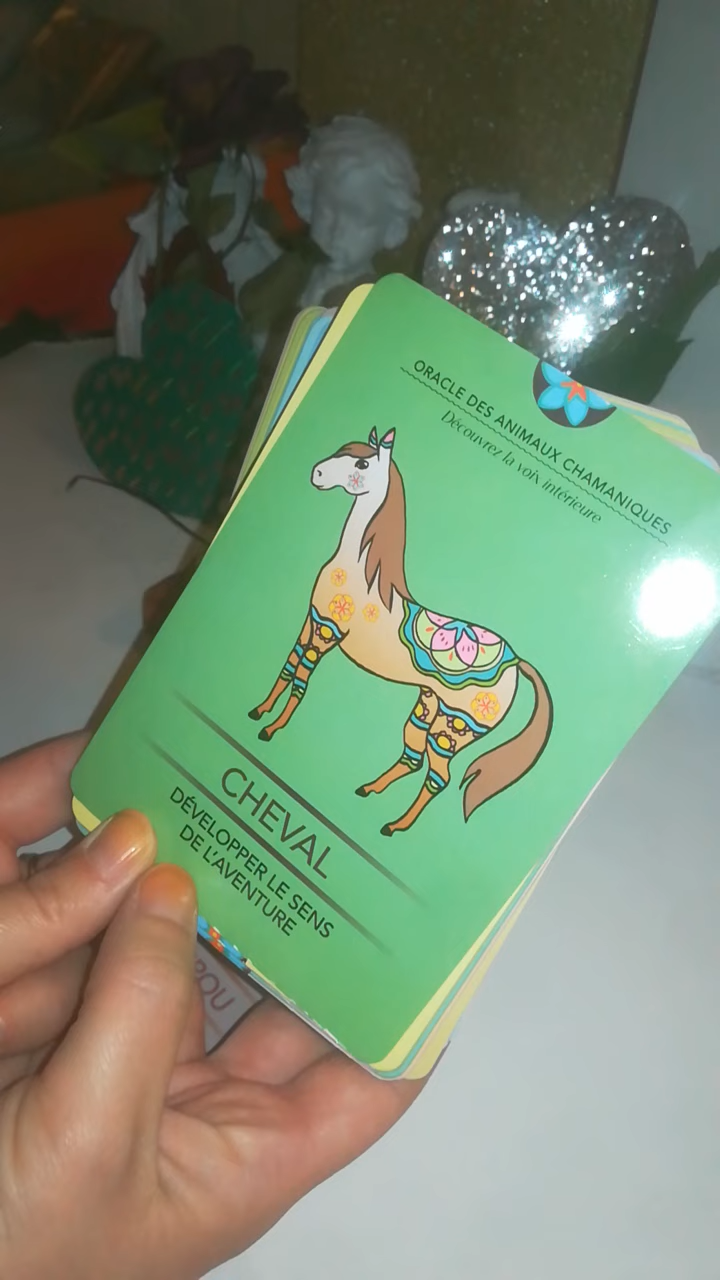 ORACLE DES ANIMAUX CHAMANIQUES
Découvrez la voix intérieure
CHEVAL
DÉVELOPPER LE SENS
DE L'AVENTURE